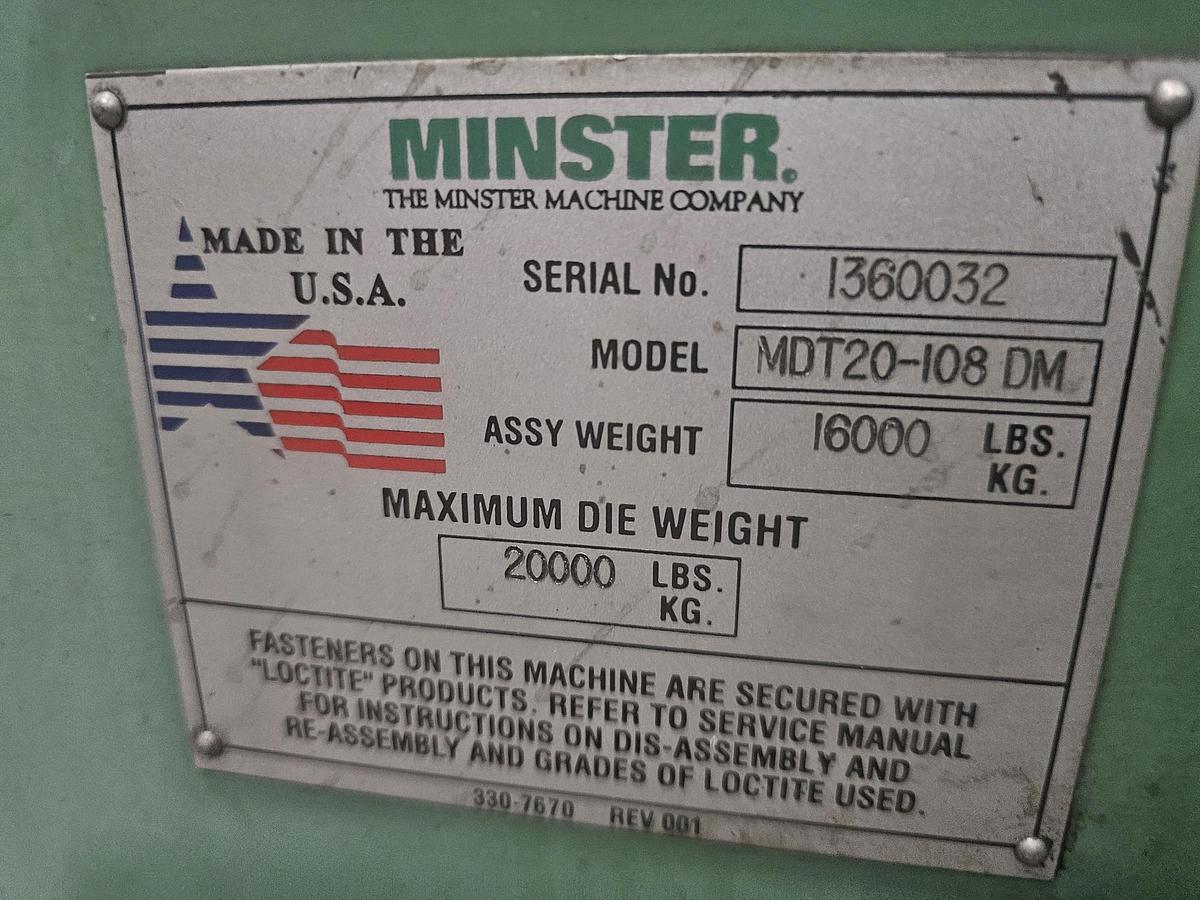 MINSTER.
THE MINSTER MACHINE COMPANY
MADE IN THE
U.S.A.
SERIAL No. 1360032
MODEL MDT20-108 DM
ASSY WEIGHT 16000 LBS.
KG.
MAXIMUM DIE WEIGHT
20000 LBS.
KG.
FASTENERS ON THIS MACHINE ARE SECURED WITH
"LOCTITE" PRODUCTS. REFER TO SERVICE MANUAL
FOR INSTRUCTIONS ON DIS-ASSEMBLY AND
RE-ASSEMBLY AND GRADES OF LOCTITE USED.
330-7670 REV 001